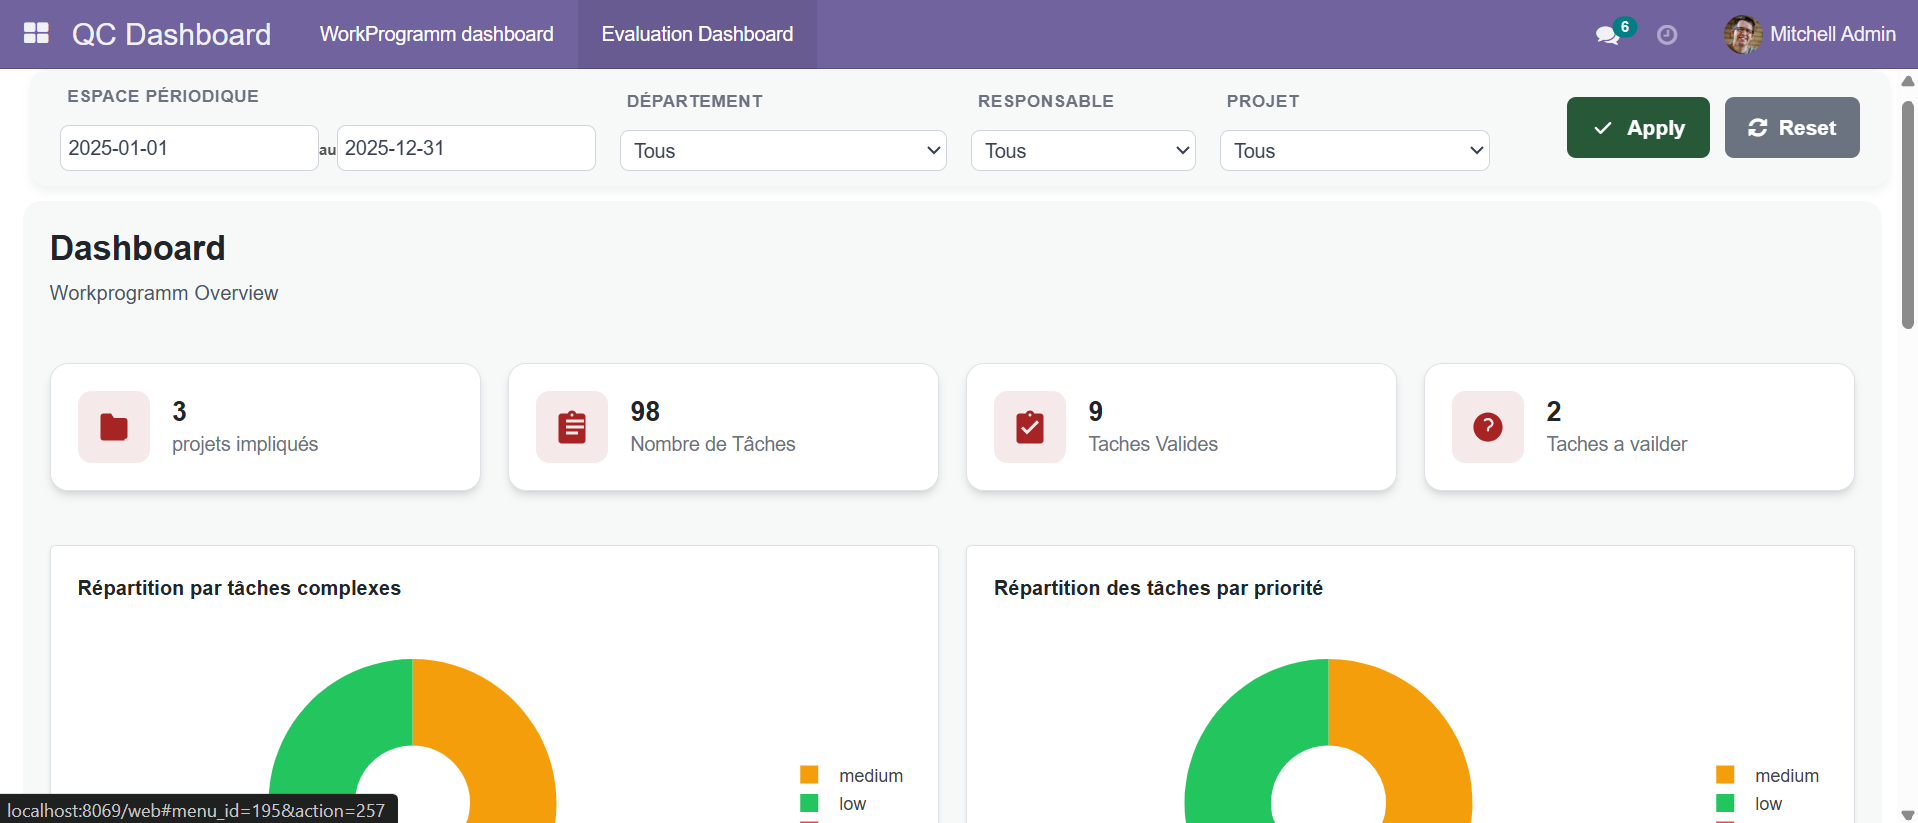 QC Dashboard WorkProgramm dashboard Evaluation Dashboard 6 Mitchell Admin
ESPACE PÉRIODIQUE
2025-01-01 au 2025-12-31
DÉPARTEMENT
Tous
RESPONSABLE
Tous
PROJET
Tous
Apply
Reset
Dashboard
Workprogramm Overview
3
projets impliqués
98
Nombre de Tâches
9
Taches Valides
2
Taches a vailder
Répartition par tâches complexes
medium
low
Répartition des tâches par priorité
medium
low
localhost:8069/web#menu_id=195&action=257